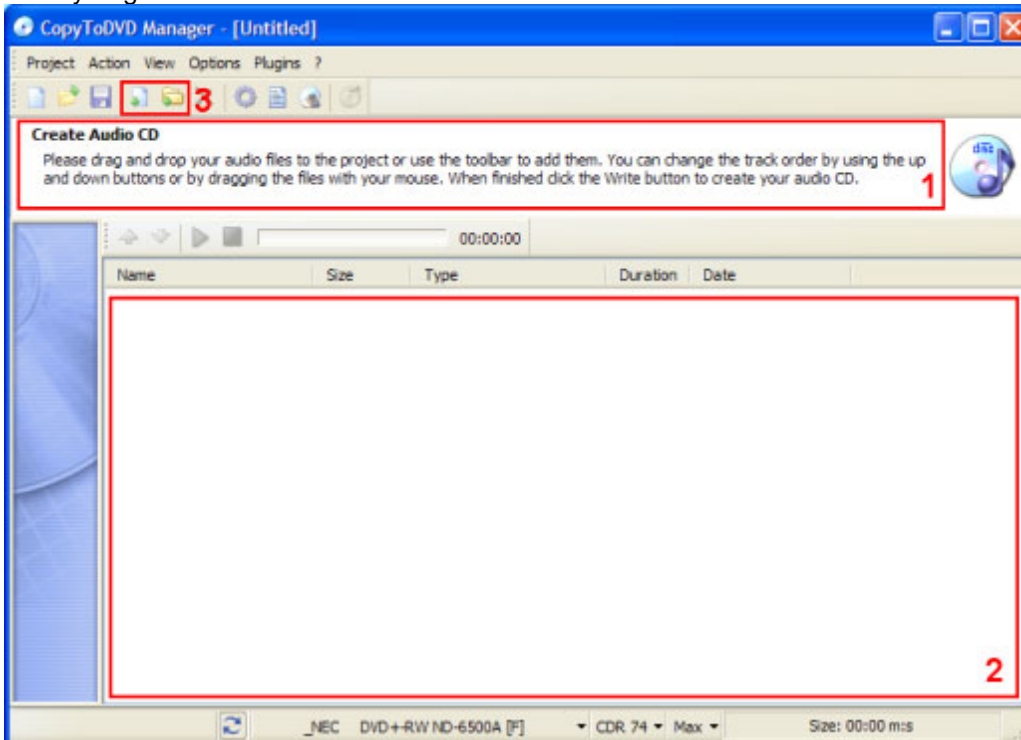 CopyToDVD Manager - [Untitled]
Project Action View Options Plugins ?
3
Create Audio CD
Please drag and drop your audio files to the project or use the toolbar to add them. You can change the track order by using the up
and down buttons or by dragging the files with your mouse. When finished click the Write button to create your audio CD.
1
00:00:00
Name Size Type Duration Date
2
_NEC DVD+-RW ND-6500A [F] CDR 74 Max Size: 00:00 m:s